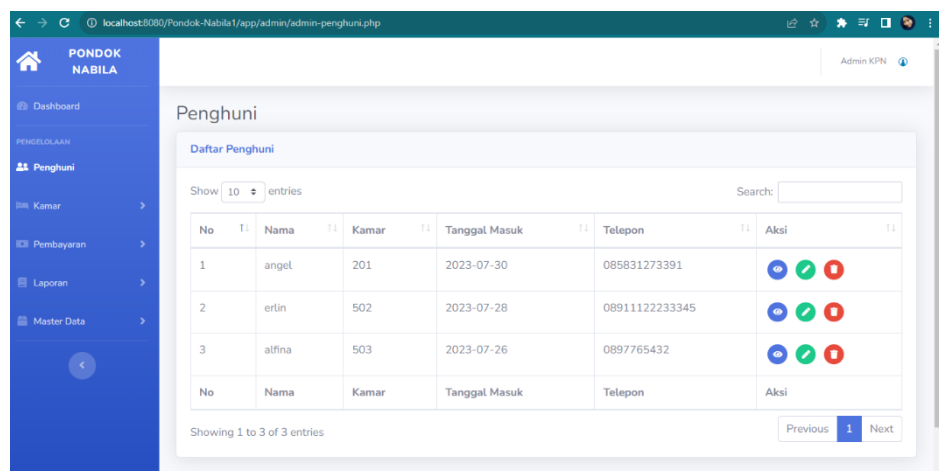 localhost:8080/Pondok-Nabila1/app/admin/admin-penghuni.php
PONDOK
NABILA
Admin KPN
Dashboard
PENGELOLAAN
Penghuni
Kamar
Pembayaran
Laporan
Master Data
Penghuni
Daftar Penghuni
Show 10 entries
Search:
No Nama Kamar Tanggal Masuk Telepon Aksi
1 angel 201 2023-07-30 085831273391
2 erlin 502 2023-07-28 08911122233345
3 alfina 503 2023-07-26 0897765432
No Nama Kamar Tanggal Masuk Telepon Aksi
Showing 1 to 3 of 3 entries
Previous 1 Next